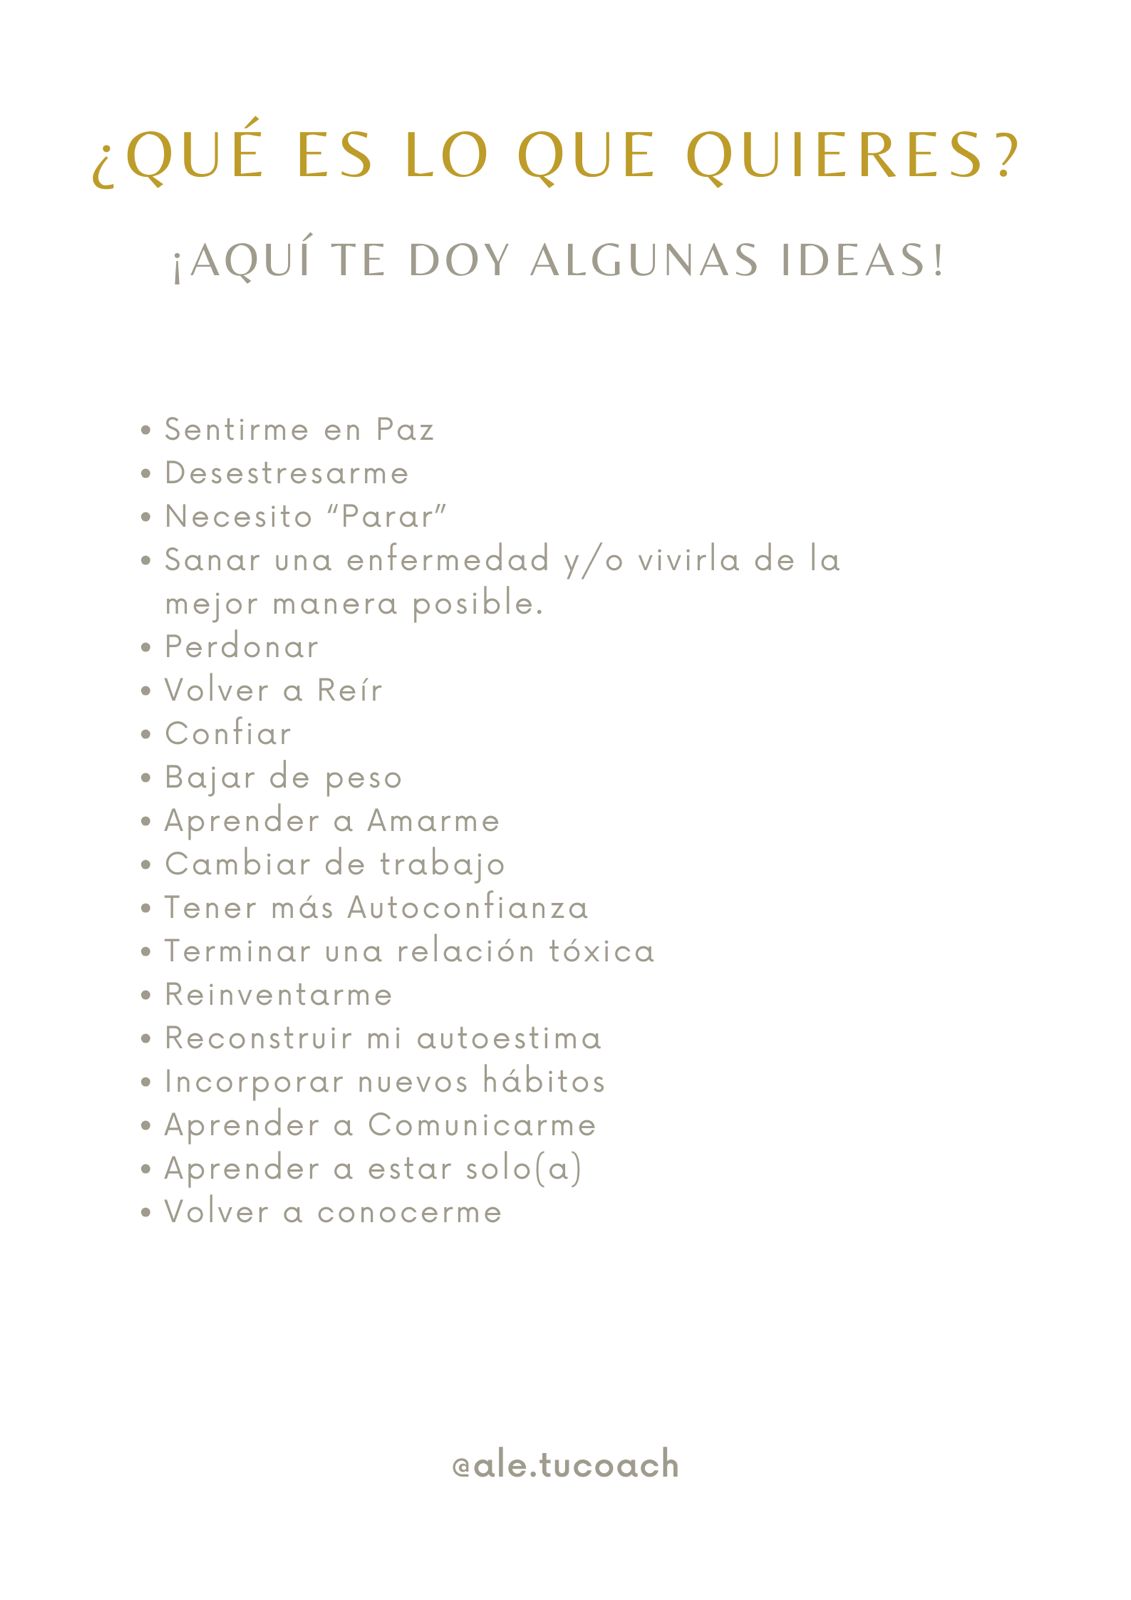 ¿QUÉ ES LO QUE QUIERES?
¡AQUÍ TE DOY ALGUNAS IDEAS!
• Sentirme en Paz
• Desestresarme
• Necesito “Parar”
• Sanar una enfermedad y/o vivirla de la
mejor manera posible.
• Perdonar
• Volver a Reír
• Confiar
• Bajar de peso
• Aprender a Amarme
• Cambiar de trabajo
• Tener más Autoconfianza
• Terminar una relación tóxica
• Reinventarme
• Reconstruir mi autoestima
• Incorporar nuevos hábitos
• Aprender a Comunicarme
• Aprender a estar solo(a)
• Volver a conocerme
@ale.tucoach